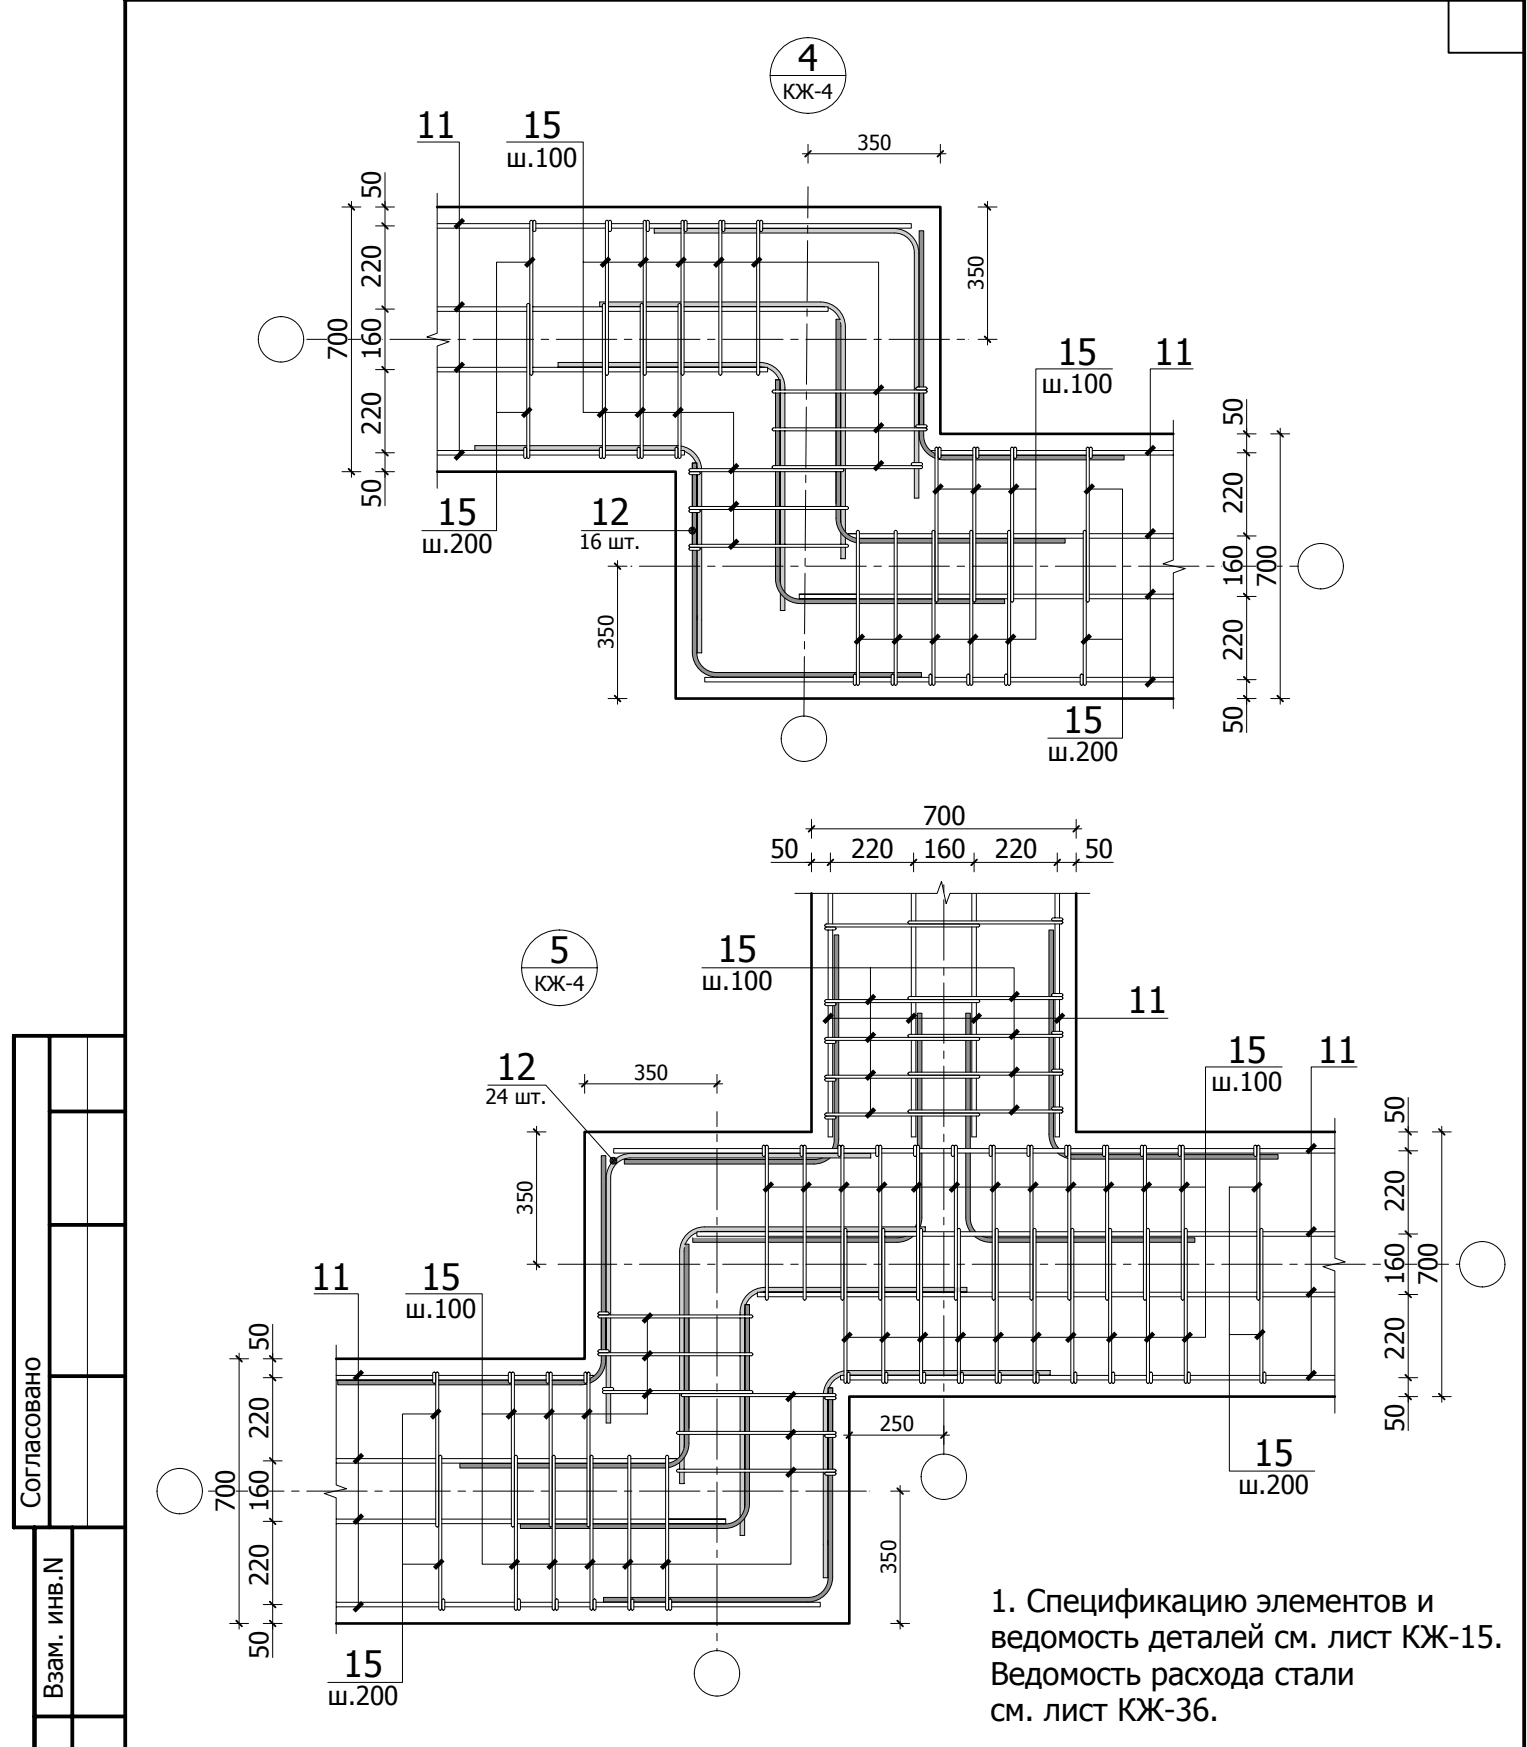 4
КЖ-4
350
11
15
ш.100
50
220
160
220
50
700
350
15
ш.100
11
15
ш.200
12
16 шт.
350
50
220
160
220
50
700
15
ш.200
700
50
220
160
220
50
5
КЖ-4
15
ш.100
11
12
24 шт.
350
15
ш.100
11
350
50
220
160
220
50
700
11
15
ш.100
50
220
160
220
50
700
250
15
ш.200
350
15
ш.200
1. Спецификацию элементов и
ведомость деталей см. лист КЖ-15.
Ведомость расхода стали
см. лист КЖ-36.
Согласовано
Взам. инв.N